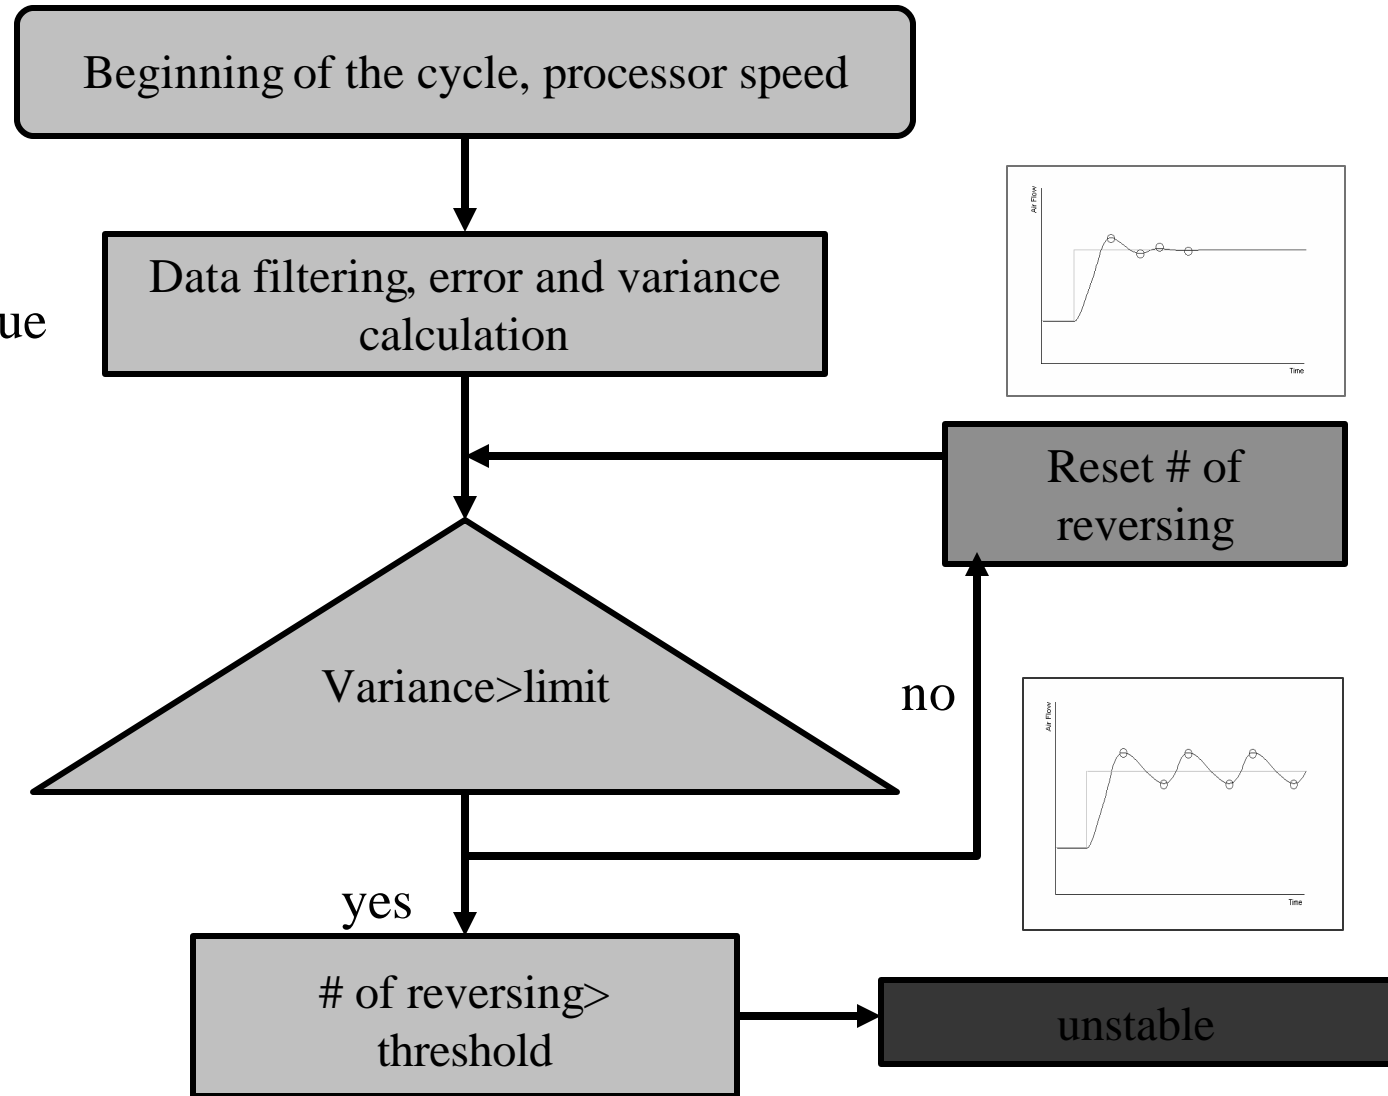 Beginning of the cycle, processor speed
Data filtering, error and variance
calculation
ue
Air Flow
Time
Reset # of
reversing
Variance>limit
no
Air Flow
Time
yes
# of reversing>
threshold
unstable